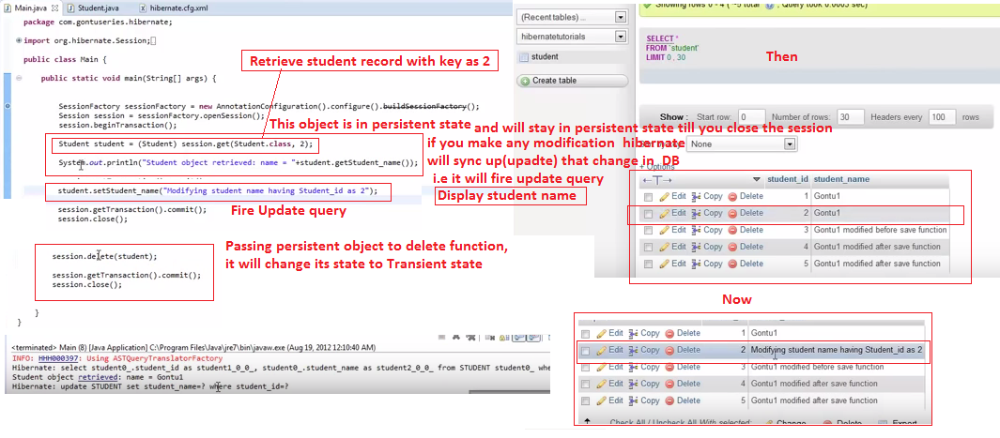 Main.java
Student.java
hibernate.cfg.xml
package com.gontuseries.hibernate;
import org.hibernate.Session;
public class Main {
public static void main(String[] args) {
Retrieve student record with key as 2
SessionFactory sessionFactory = new AnnotationConfiguration().configure().buildSessionFactory();
Session session = sessionFactory.openSession();
session.beginTransaction();
This object is in persistent state
and will stay in persistent state till you close the session
if you make any modification hibernate
will sync up(upadte) that change in DB
i.e it will fire update query
Student student = (Student) session.get(Student.class, 2);
System.out.println("Student object retrieved: name = "+student.getStudent_name());
Display student name
student.setStudent_name("Modifying student name having Student_id as 2");
Fire Update query
session.getTransaction().commit();
session.close();
session.delete(student);
session.getTransaction().commit();
session.close();
}
}
Passing persistent object to delete function,
it will change its state to Transient state
<terminated> Main (8) [Java Application] C:\Program Files\Java\jre7\bin\javaw.exe (Aug 19, 2012 12:10:40 AM)
INFO: HHH000397: Using ASTQueryTranslatorFactory
Hibernate: select student0_.student_id as student1_0_0_, student0_.student_name as student2_0_0_ from STUDENT student0_ whe
Student object retrieved: name = Gontu1
Hibernate: update STUDENT set student_name=? where student_id=?
(Recent tables) ...
hibernatetutorials
student
Create table
Showing rows 0 - 4 (~5 total , Query took 0.0003 sec)
SELECT *
FROM `student`
LIMIT 0 , 30
Then
Show : Start row: 0 Number of rows: 30 Headers every 100 rows
None
+ Options
student_id student_name
Edit Copy Delete 1 Gontu1
Edit Copy Delete 2 Gontu1
Edit Copy Delete 3 Gontu1 modified before save function
Edit Copy Delete 4 Gontu1 modified after save function
Edit Copy Delete 5 Gontu1 modified after save function
Now
Edit Copy Delete 1 Gontu1
Edit Copy Delete 2 Modifying student name having Student_id as 2
Edit Copy Delete 3 Gontu1 modified before save function
Edit Copy Delete 4 Gontu1 modified after save function
Edit Copy Delete 5 Gontu1 modified after save function
Check All / Uncheck All With selected: Change Delete Export